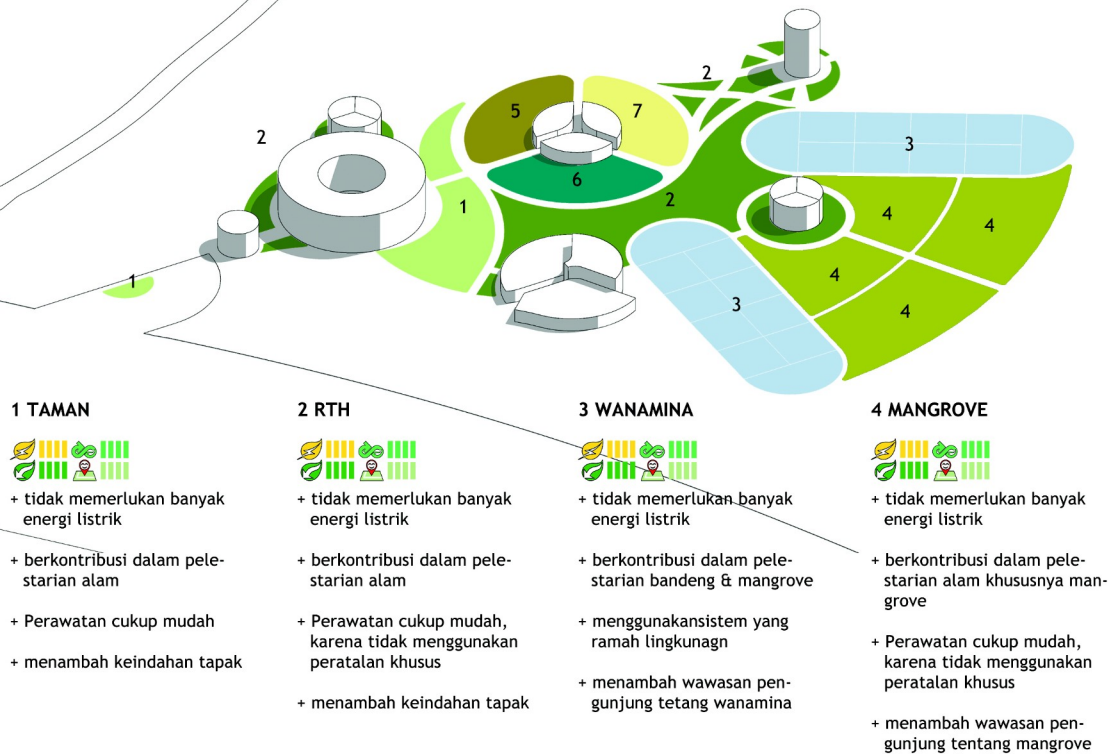 2
5
7
2
3
6
1
2
4
4
1
4
3
4
1 TAMAN
+ tidak memerlukan banyak
energi listrik
+ berkontribusi dalam pele-
starian alam
+ Perawatan cukup mudah
+ menambah keindahan tapak
2 RTH
+ tidak memerlukan banyak
energi listrik
+ berkontribusi dalam pele-
starian alam
+ Perawatan cukup mudah,
karena tidak menggunakan
peratalan khusus
+ menambah keindahan tapak
3 WANAMINA
+ tidak memerlukan banyak
energi listrik
+ berkontribusi dalam pele-
starian bandeng & mangrove
+ menggunakansistem yang
ramah lingkunagn
+ menambah wawasan pen-
gunjung tetang wanamina
4 MANGROVE
+ tidak memerlukan banyak
energi listrik
+ berkontribusi dalam pele-
starian alam khususnya man-
grove
+ Perawatan cukup mudah,
karena tidak menggunakan
peratalan khusus
+ menambah wawasan pen-
gunjung tentang mangrove